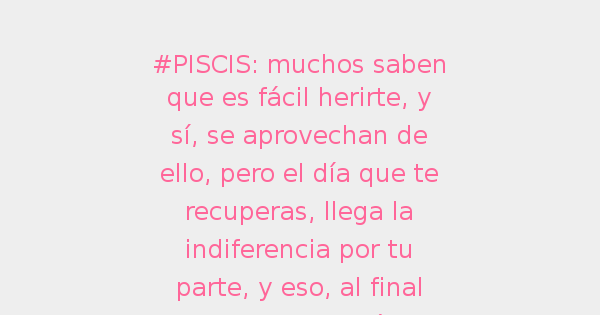 #PISCIS: muchos saben
que es fácil herirte, y
sí, se aprovechan de
ello, pero el día que te
recuperas, llega la
indiferencia por tu
parte, y eso, al final